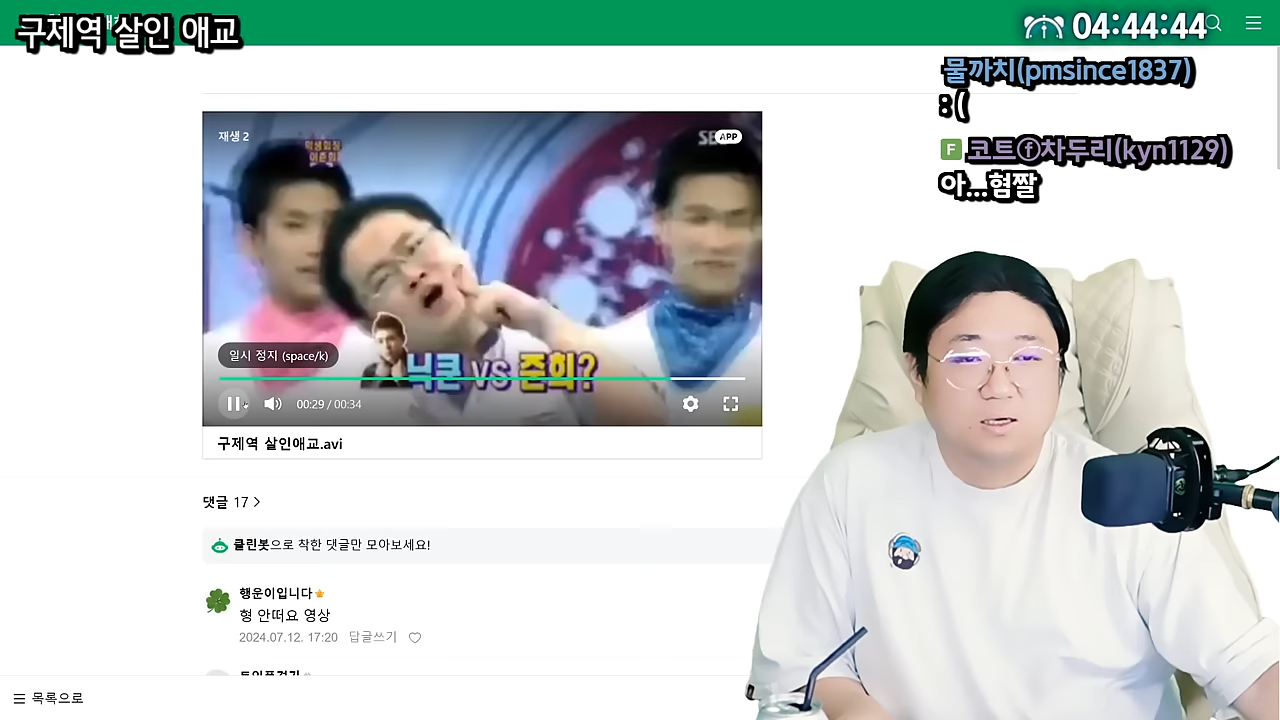 구제역 살인 애교
04:44:44
물까치(pmsince1837)
:(
F 코트ⓕ차두리(kyn1129)
아...혐짤
재생 2
학생회장
이준희
APP
닉쿤 vs 준희?
일시 정지 (space/k)
00:29 / 00:34
구제역 살인애교.avi
댓글 17
클린봇으로 착한 댓글만 모아보세요!
행운이입니다
형 안떠요 영상
2024.07.12. 17:20 답글쓰기
목록으로